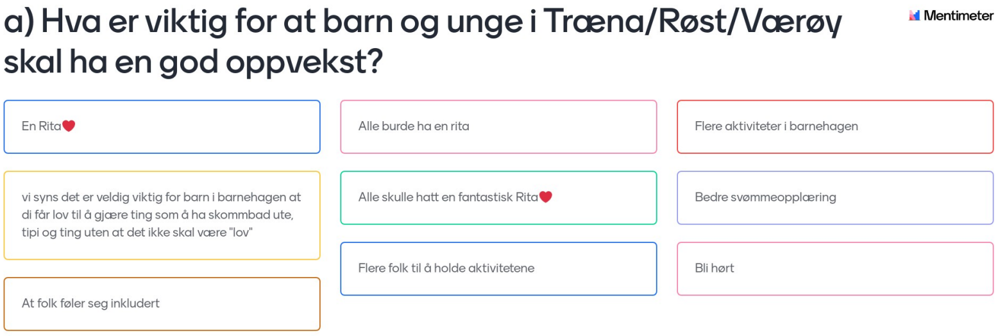 a) Hva er viktig for at barn og unge i Træna/Røst/Værøy
skal ha en god oppvekst?
Mentimeter
En Rita❤️
Alle burde ha en rita
Flere aktiviteter i barnehagen
vi syns det er veldig viktig for barn i barnehagen at
di får lov til å gjære ting som å ha skommbad ute,
tipi og ting uten at det ikke skal være "lov"
Alle skulle hatt en fantastisk Rita❤️
Bedre svømmeopplæring
Flere folk til å holde aktivitetene
Bli hørt
At folk føler seg inkludert